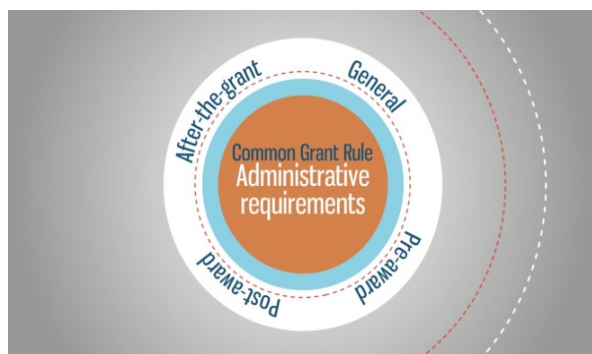 Common Grant Rule
Administrative
requirements
General
Pre-award
Post-award
After-the-grant